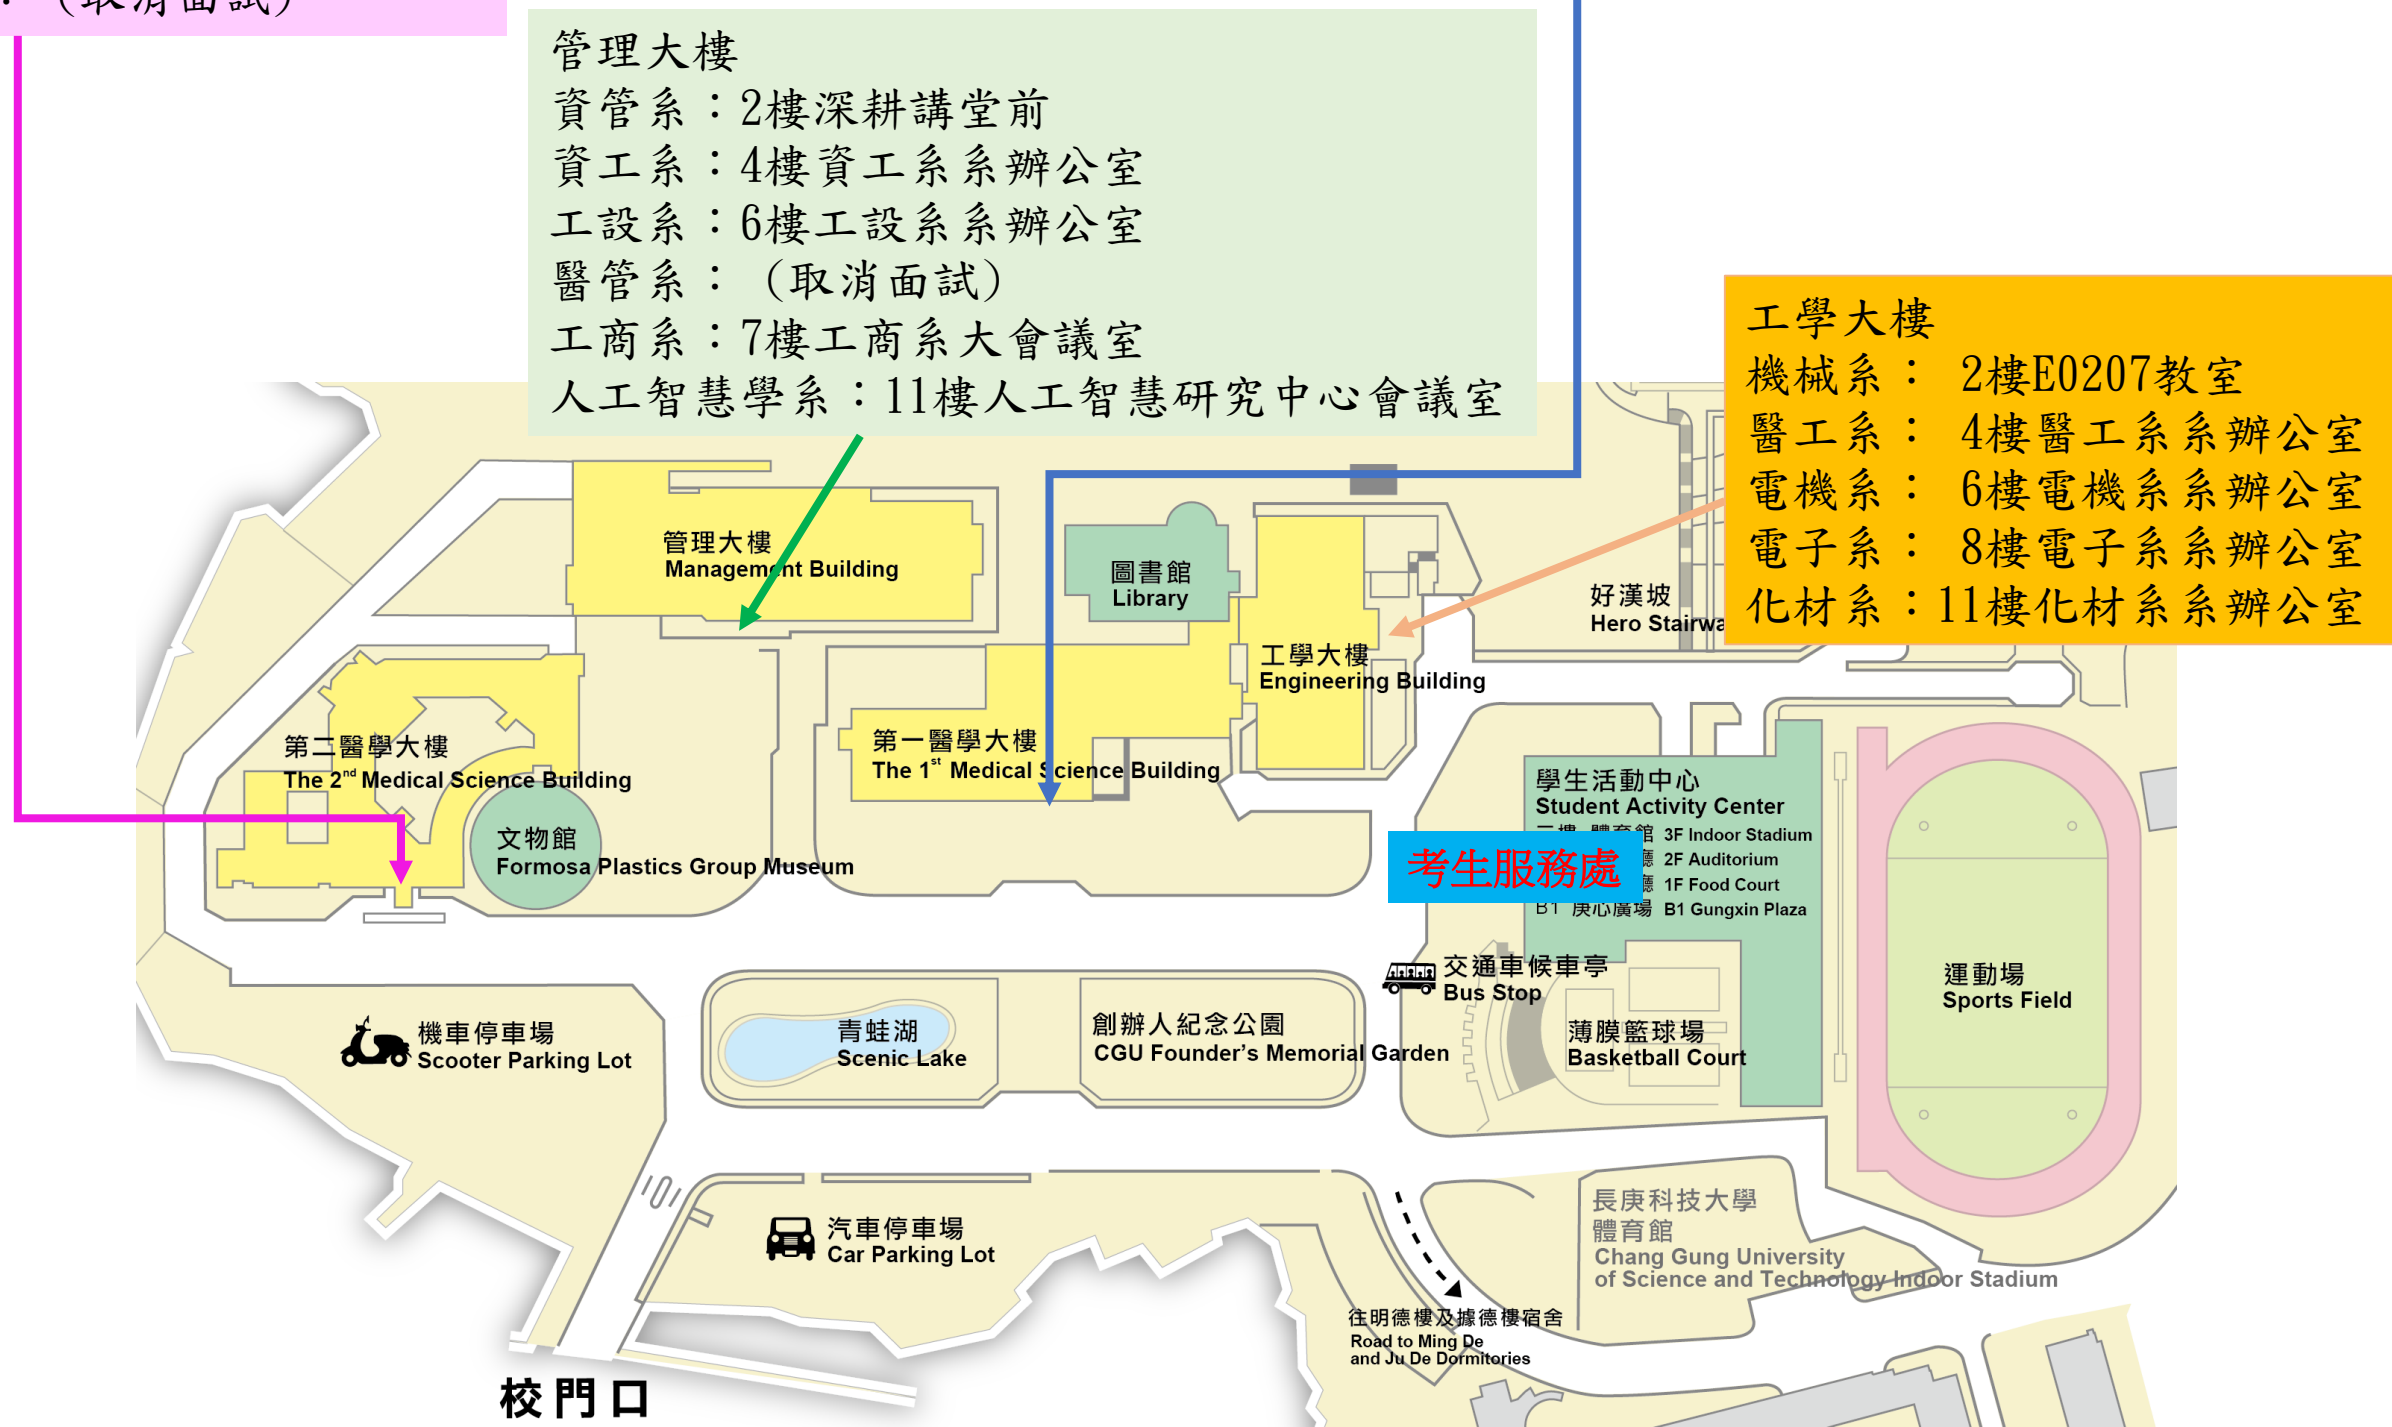 ：（取消面試）
管理大樓
資管系：2樓深耕講堂前
資工系：4樓資工系系辦公室
工設系：6樓工設系系辦公室
醫管系：（取消面試）
工商系：7樓工商系大會議室
人工智慧學系：11樓人工智慧研究中心會議室
工學大樓
機械系： 2樓E0207教室
醫工系： 4樓醫工系系辦公室
電機系： 6樓電機系系辦公室
電子系： 8樓電子系系辦公室
化材系：11樓化材系系辦公室
管理大樓
Management Building
圖書館
Library
好漢坡
Hero Stairwa
工學大樓
Engineering Building
第二醫學大樓
The 2nd Medical Science Building
第一醫學大樓
The 1st Medical Science Building
文物館
Formosa Plastics Group Museum
學生活動中心
Student Activity Center
體育館 3F Indoor Stadium
廳 2F Auditorium
廳 1F Food Court
B1 庚心廣場 B1 Gungxin Plaza
考生服務處
交通車候車亭
Bus Stop
運動場
Sports Field
機車停車場
Scooter Parking Lot
青蛙湖
Scenic Lake
創辦人紀念公園
CGU Founder's Memorial Garden
薄膜籃球場
Basketball Court
汽車停車場
Car Parking Lot
長庚科技大學
體育館
Chang Gung University
of Science and Technology Indoor Stadium
往明德樓及據德樓宿舍
Road to Ming De
and Ju De Dormitories
校門口